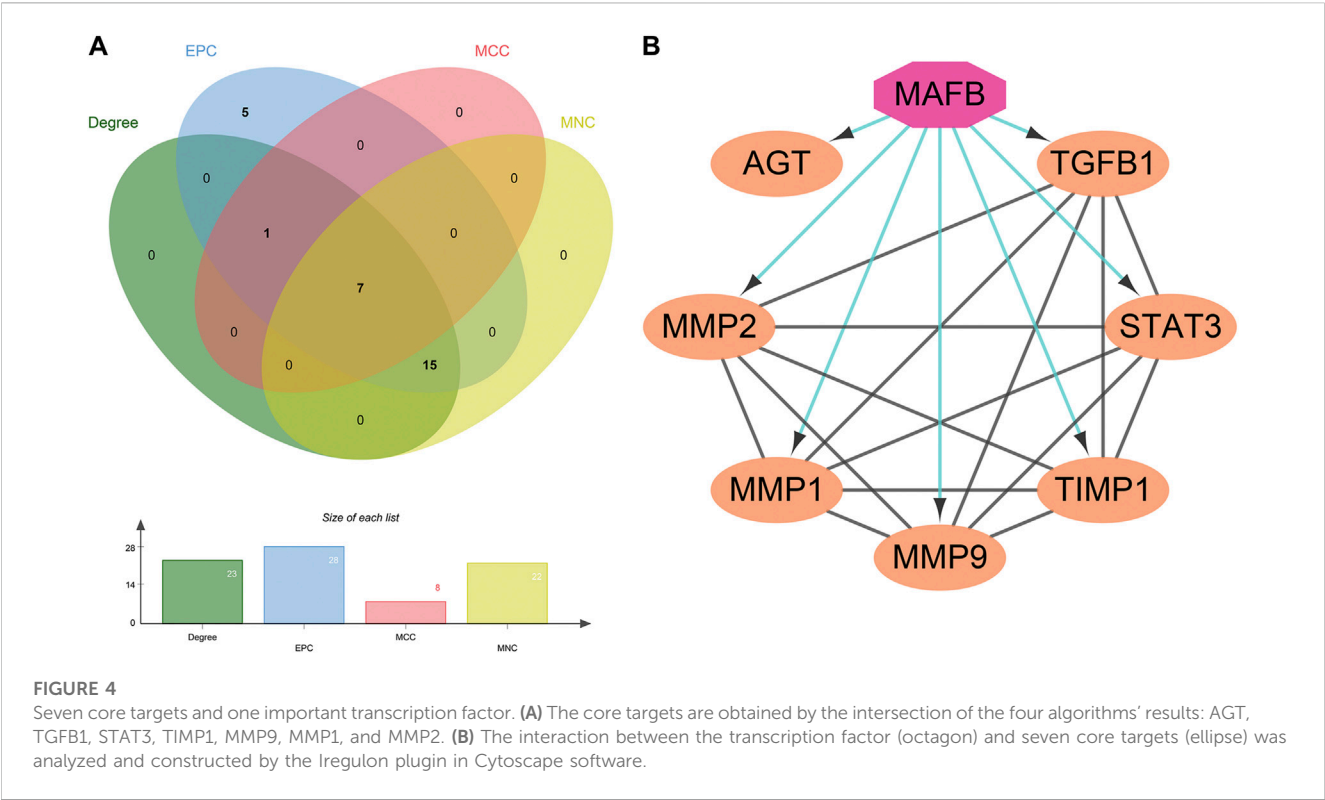 A
EPC
MCC
Degree
MNC
5
0
0
0
0
1
0
0
0
7
0
0
0
15
0
Size of each list
28
14
0
23
28
8
22
Degree
EPC
MCC
MNC
B
MAFB
AGT
TGFB1
MMP2
STAT3
MMP1
TIMP1
MMP9
FIGURE 4
Seven core targets and one important transcription factor. (A) The core targets are obtained by the intersection of the four algorithms' results: AGT,
TGFB1, STAT3, TIMP1, MMP9, MMP1, and MMP2. (B) The interaction between the transcription factor (octagon) and seven core targets (ellipse) was
analyzed and constructed by the Iregulon plugin in Cytoscape software.